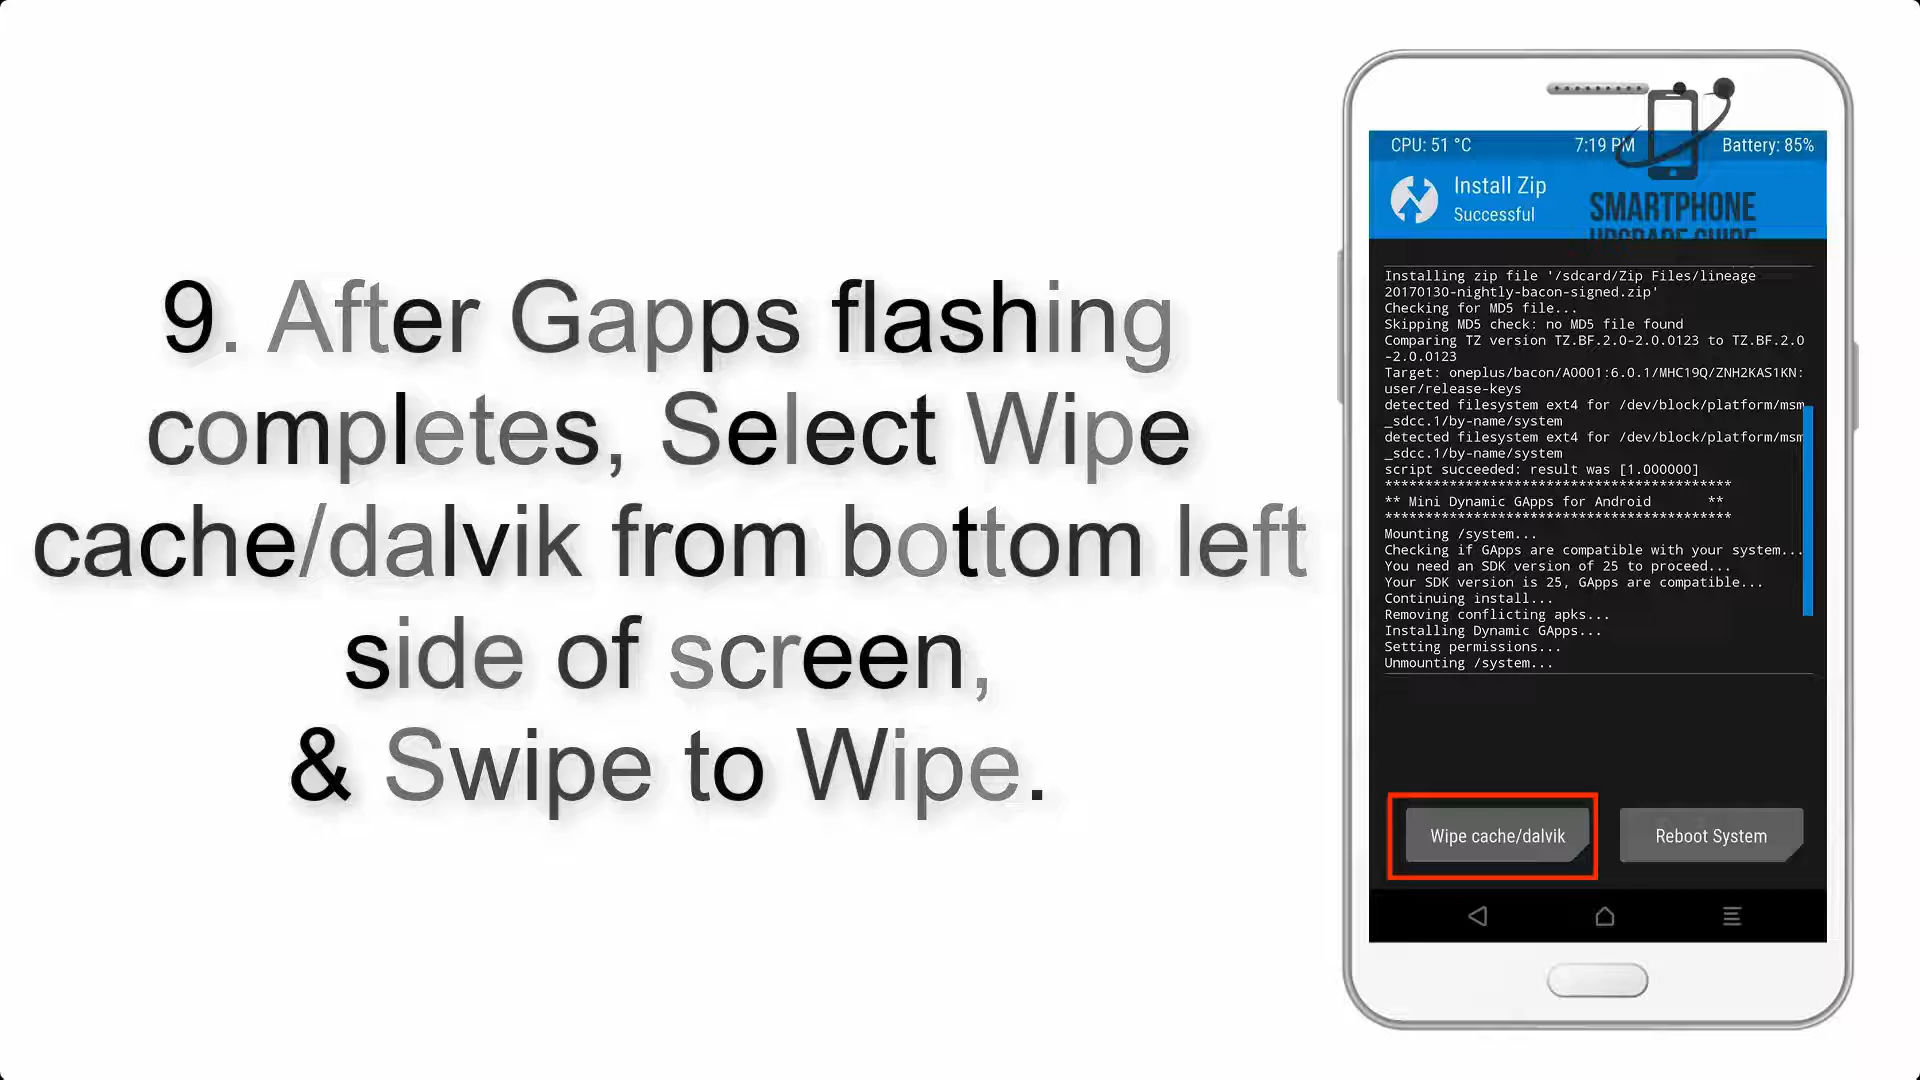 9. After Gapps flashing
completes, Select Wipe
cache/dalvik from bottom left
side of screen,
& Swipe to Wipe.
CPU: 51 °C 7:19 PM Battery: 85%
Install Zip
Successful
SMARTPHONE
UPGRADE GUIDE
Installing zip file '/sdcard/Zip Files/lineage
20170130-nightly-bacon-signed.zip'
Checking for MD5 file...
Skipping MD5 check: no MD5 file found
Comparing TZ version TZ.BF.2.0-2.0.0123 to TZ.BF.2.0
-2.0.0123
Target: oneplus/bacon/A0001:6.0.1/MHC19Q/ZNH2KAS1KN:
user/release-keys
detected filesystem ext4 for /dev/block/platform/msm
_sdcc.1/by-name/system
detected filesystem ext4 for /dev/block/platform/msm
_sdcc.1/by-name/system
script succeeded: result was [1.000000]
*******************************************
** Mini Dynamic GApps for Android **
*******************************************
Mounting /system...
Checking if GApps are compatible with your system...
You need an SDK version of 25 to proceed...
Your SDK version is 25, GApps are compatible...
Continuing install...
Removing conflicting apks...
Installing Dynamic GApps...
Setting permissions...
Unmounting /system...
Wipe cache/dalvik Reboot System